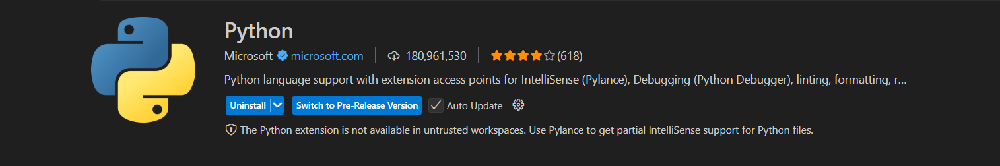 Python
Microsoft microsoft.com 180,961,530 (618)
Python language support with extension access points for IntelliSense (Pylance), Debugging (Python Debugger), linting, formatting, r...
Uninstall Switch to Pre-Release Version Auto Update
The Python extension is not available in untrusted workspaces. Use Pylance to get partial IntelliSense support for Python files.